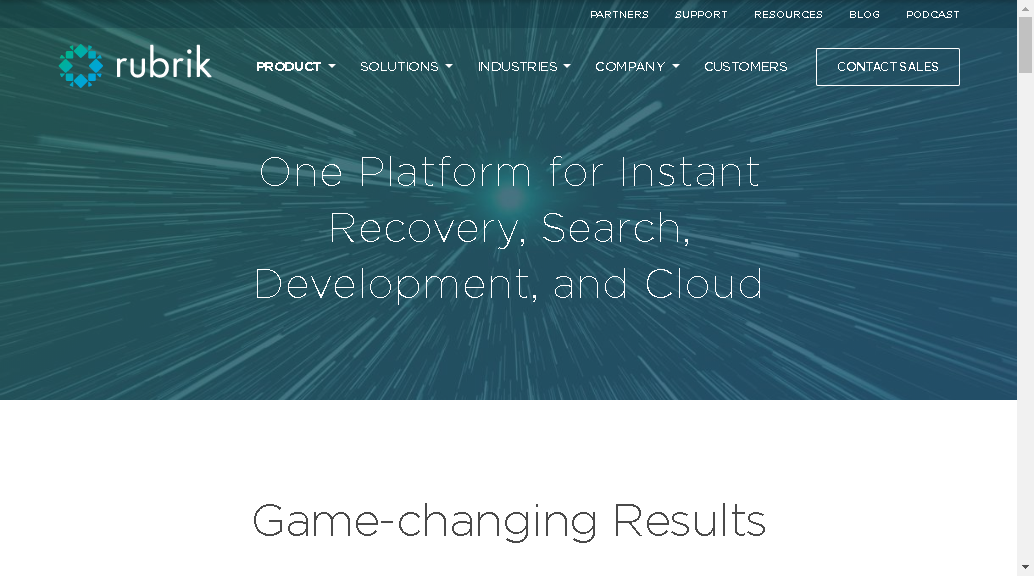 PARTNERS SUPPORT RESOURCES BLOG PODCAST
rubrik PRODUCT SOLUTIONS INDUSTRIES COMPANY CUSTOMERS CONTACT SALES
One Platform for Instant
Recovery, Search,
Development, and Cloud
Game-changing Results